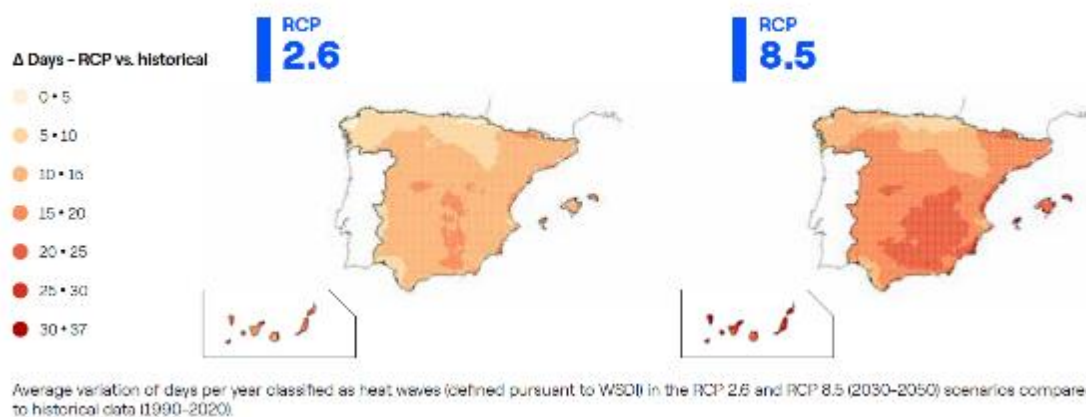 RCP
2.6
RCP
8.5
Δ Days – RCP vs. historical
0 • 5
5 • 10
10 • 15
15 • 20
20 • 25
25 • 30
30 • 37
Average variation of days per year classified as heat waves (defined pursuant to WSDI) in the RCP 2.6 and RCP 8.5 (2030-2050) scenarios compare
to historical data (1990-2020).